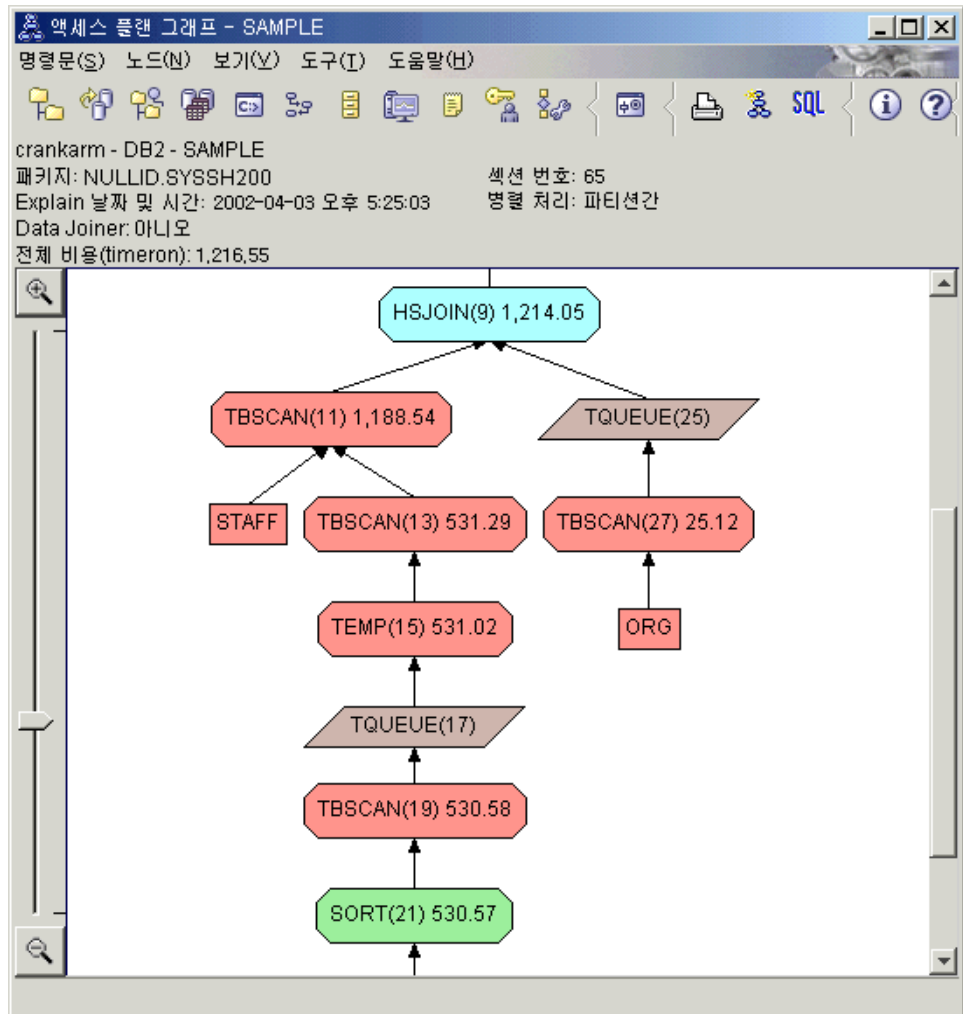 액세스 플랜 그래프 - SAMPLE
명령문(S) 노드(N) 보기(V) 도구(T) 도움말(H)
SQL
crankarm - DB2 - SAMPLE
패키지: NULLID.SYSSH200 섹션 번호: 65
Explain 날짜 및 시간: 2002-04-03 오후 5:25:03 병렬 처리: 파티션간
Data Joiner: 아니오
전체 비용(timeron): 1,216,55
HSJOIN(9) 1,214.05
TBSCAN(11) 1,188.54 TQUEUE(25)
STAFF TBSCAN(13) 531.29 TBSCAN(27) 25.12
TEMP(15) 531.02 ORG
TQUEUE(17)
TBSCAN(19) 530.58
SORT(21) 530.57